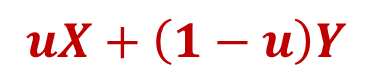 uX + (1 − u)Y